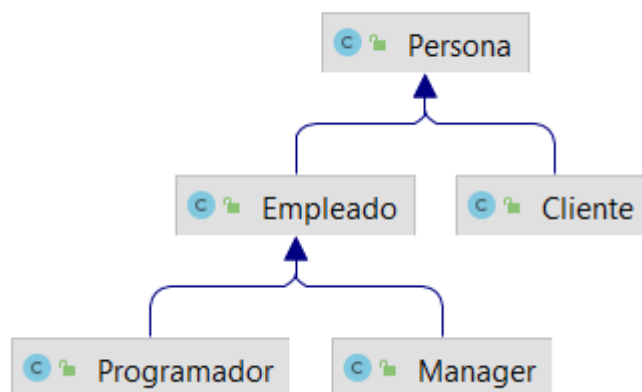 C Persona
C Empleado
C Cliente
C Programador
C Manager